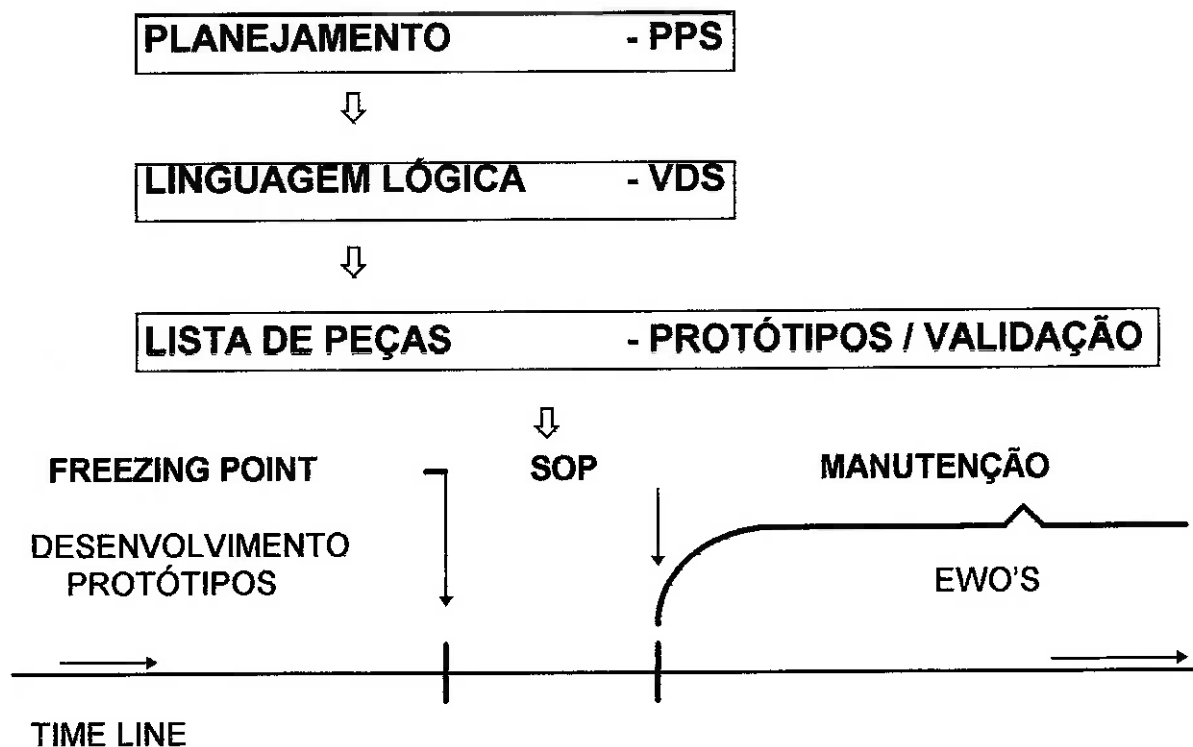 PLANEJAMENTO - PPS
LINGUAGEM LÓGICA - VDS
LISTA DE PEÇAS - PROTÓTIPOS / VALIDAÇÃO
FREEZING POINT SOP MANUTENÇÃO
DESENVOLVIMENTO
PROTÓTIPOS
EWO'S
TIME LINE